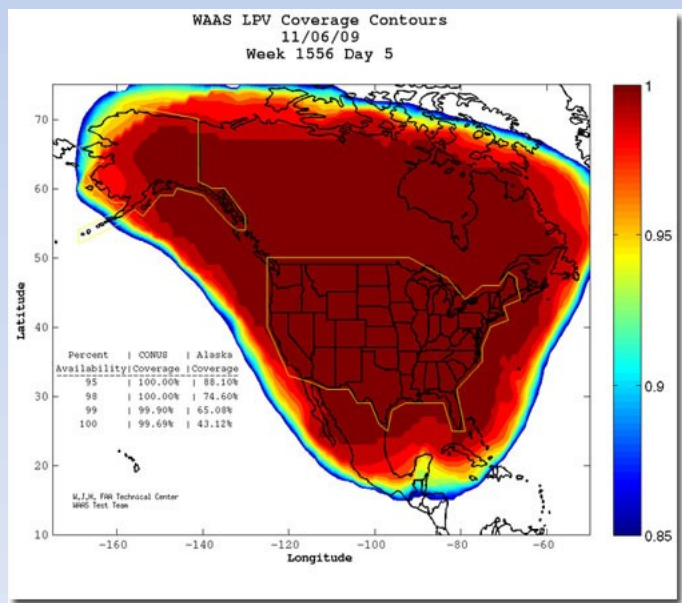 WAAS LPV Coverage Contours
11/06/09
Week 1556 Day 5
70
60
50
40
30
20
10
Latitude
-160
-140
-120
-100
-80
-60
Longitude
Percent | CONUS | Alaska
Availability|Coverage | Coverage
95 | 100.00% | 88.10%
98 | 100.00% | 74.60%
99 | 99.90% | 65.08%
100 | 99.69% | 43.12%
W.J.H. FAA Technical Center
WAAS Test Team
1
0.95
0.9
0.85